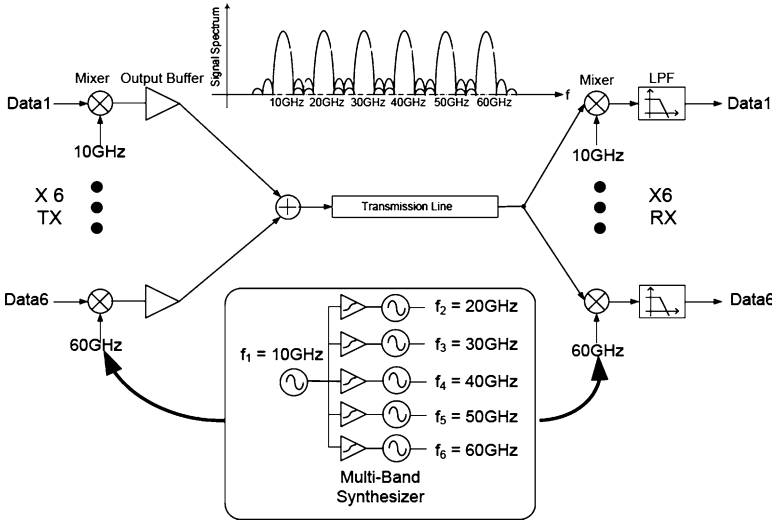 Signal Spectrum
10GHz 20GHz 30GHz 40GHz 50GHz 60GHz
f
Mixer
Output Buffer
Data1
10GHz
X 6
TX
Data6
60GHz
Transmission Line
Mixer
LPF
Data1
10GHz
X6
RX
Data6
60GHz
f1 = 10GHz
f2 = 20GHz
f3 = 30GHz
f4 = 40GHz
f5 = 50GHz
f6 = 60GHz
Multi-Band
Synthesizer